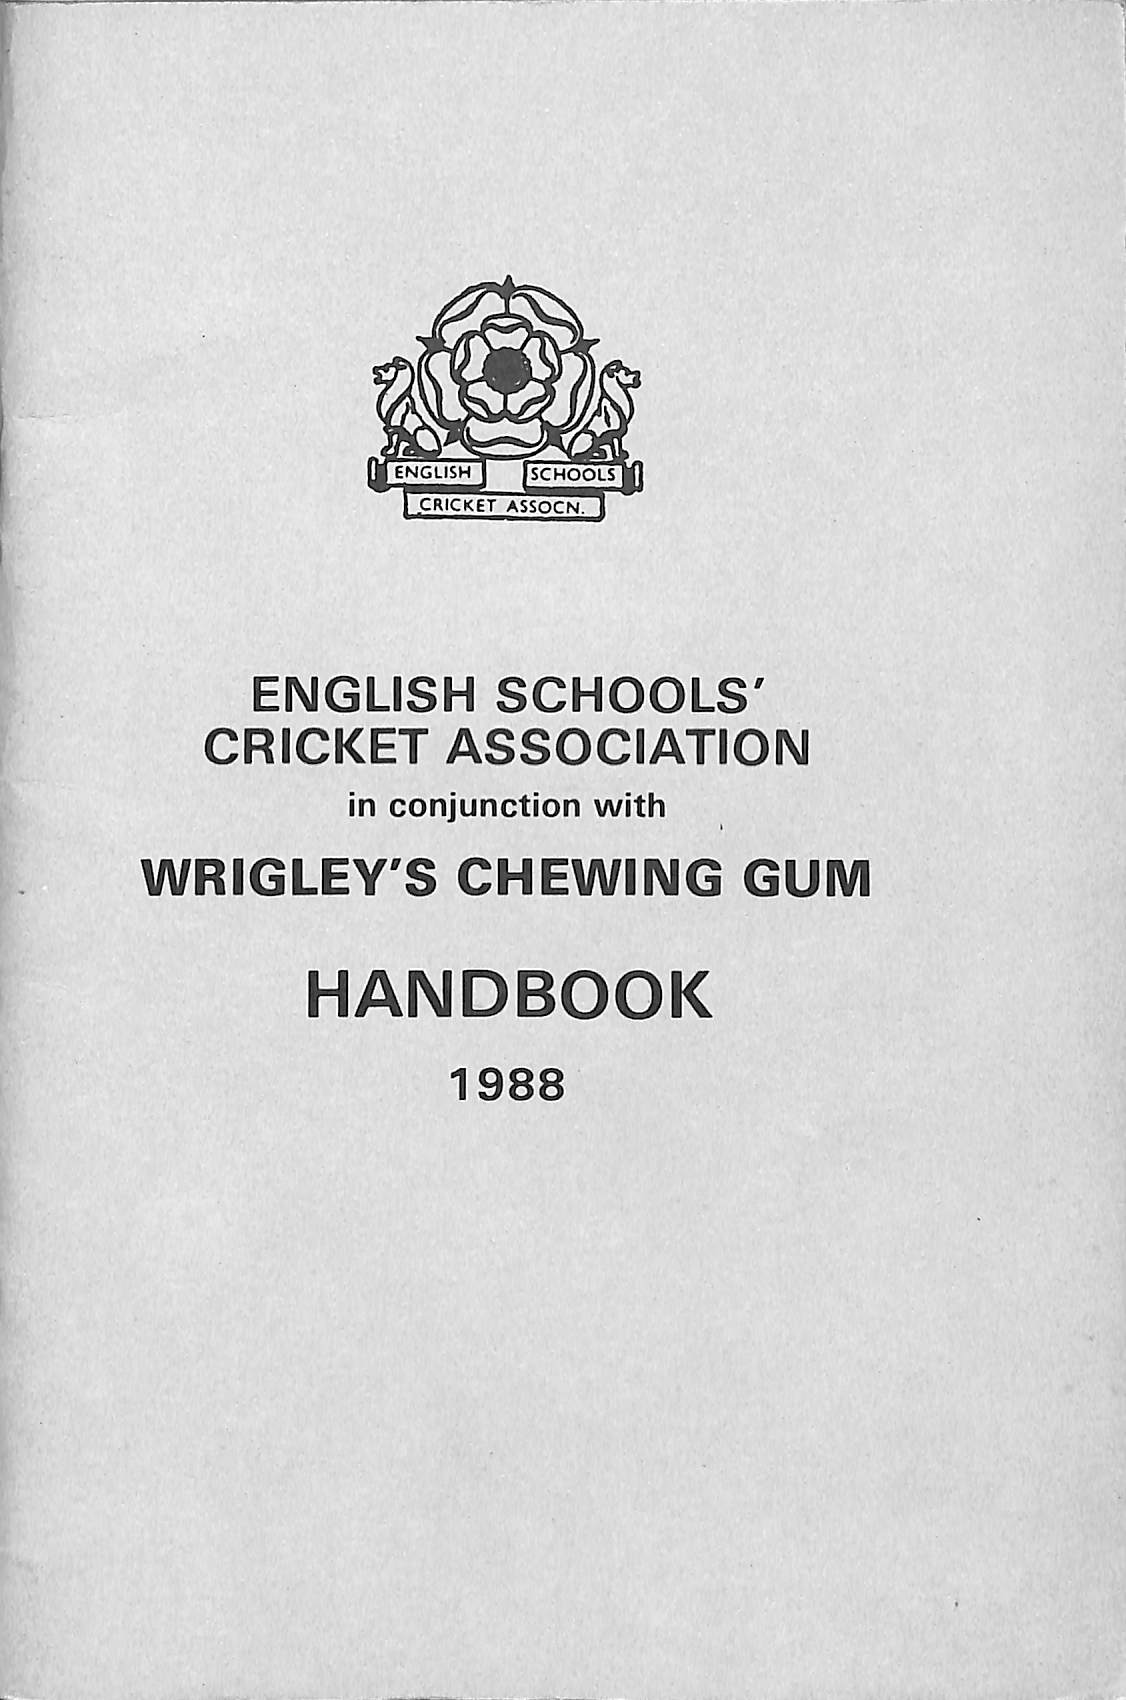 ENGLISH SCHOOLS
CRICKET ASSOCN.
ENGLISH SCHOOLS'
CRICKET ASSOCIATION
in conjunction with
WRIGLEY'S CHEWING GUM
HANDBOOK
1988